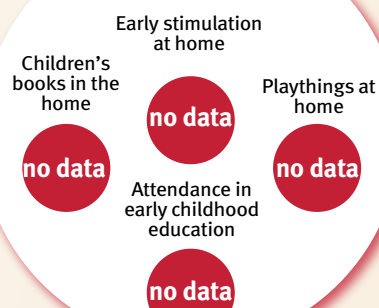 Early stimulation
at home
no data
Children’s
books in the
home
no data
Playthings at
home
no data
Attendance in
early childhood
education
no data